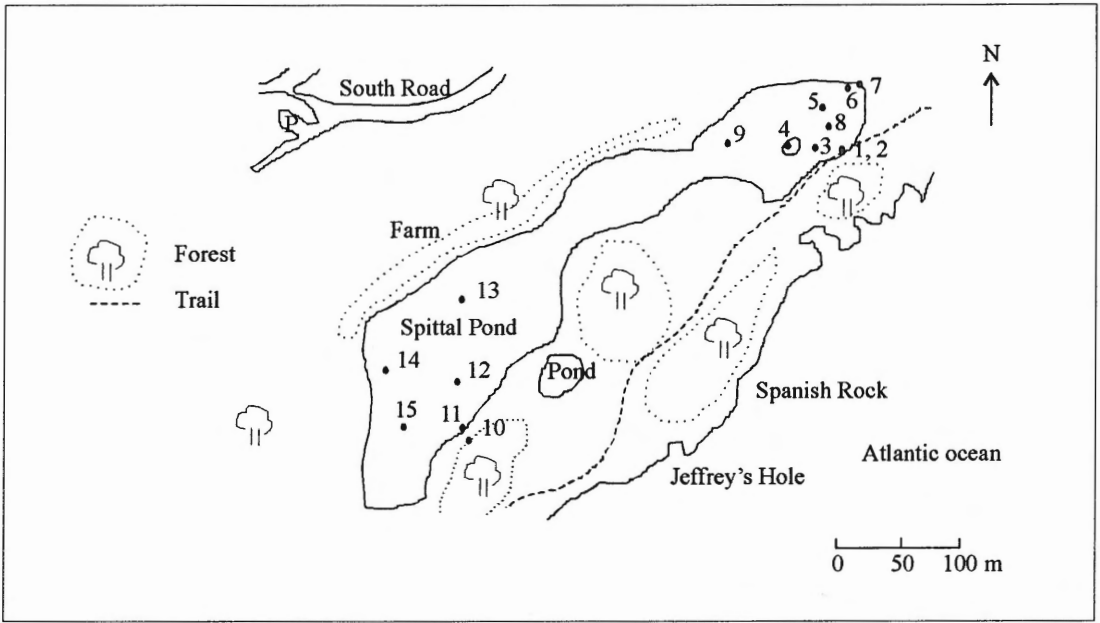 N
South Road
P
7
5
6
8
9
4
3
1, 2
Farm
Forest
Trail
13
Spittal Pond
14
12
Pond
15
11
10
Spanish Rock
Atlantic ocean
Jeffrey's Hole
0 50 100 m